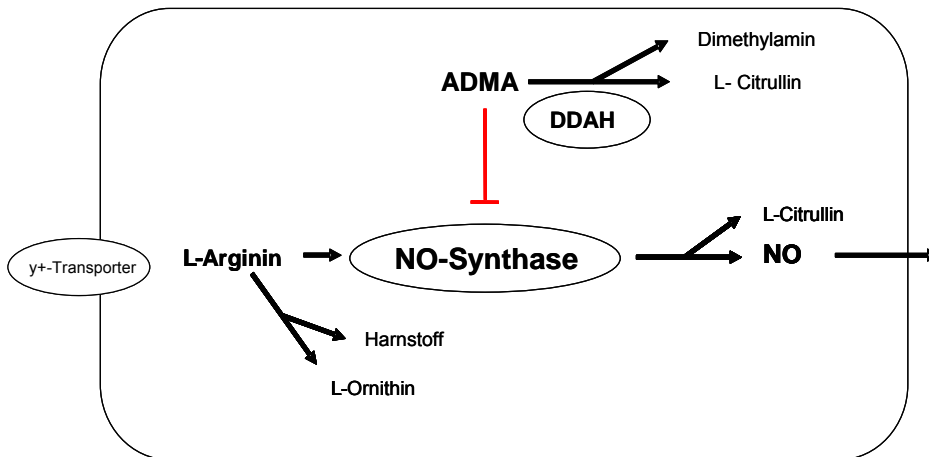 Dimethylamin
ADMA
L- Citrullin
DDAH
L-Citrullin
y+-Transporter
L-Arginin
NO-Synthase
NO
Harnstoff
L-Ornithin